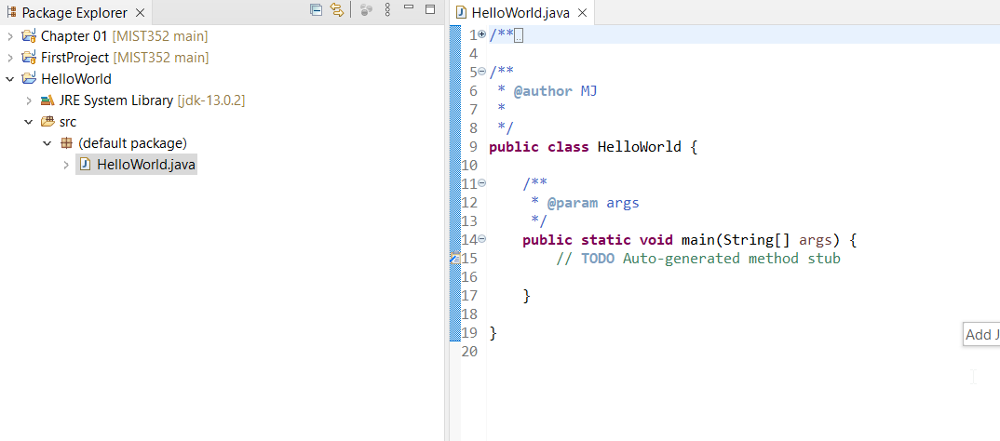 Package Explorer
Chapter 01 [MIST352 main]
FirstProject [MIST352 main]
HelloWorld
JRE System Library [jdk-13.0.2]
src
(default package)
HelloWorld.java
HelloWorld.java
1 /**
4
5 /**
6  * @author MJ
7  *
8  */
9 public class HelloWorld {
10
11     /**
12      * @param args
13      */
14     public static void main(String[] args) {
15         // TODO Auto-generated method stub
16
17     }
18
19 }
20
Add J